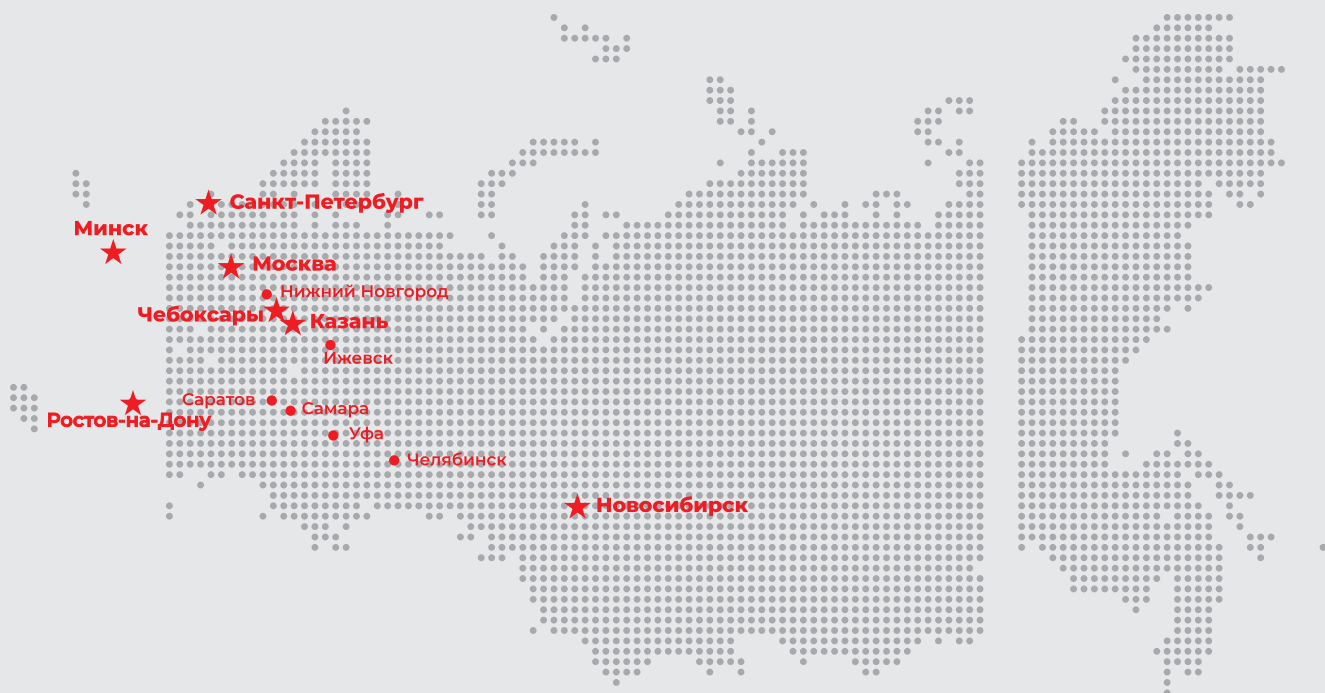 Санкт-Петербург
Минск
Москва
Нижний Новгород
Чебоксары
Казань
Ижевск
Саратов
Самара
Ростов-на-Дону
Уфа
Челябинск
Новосибирск